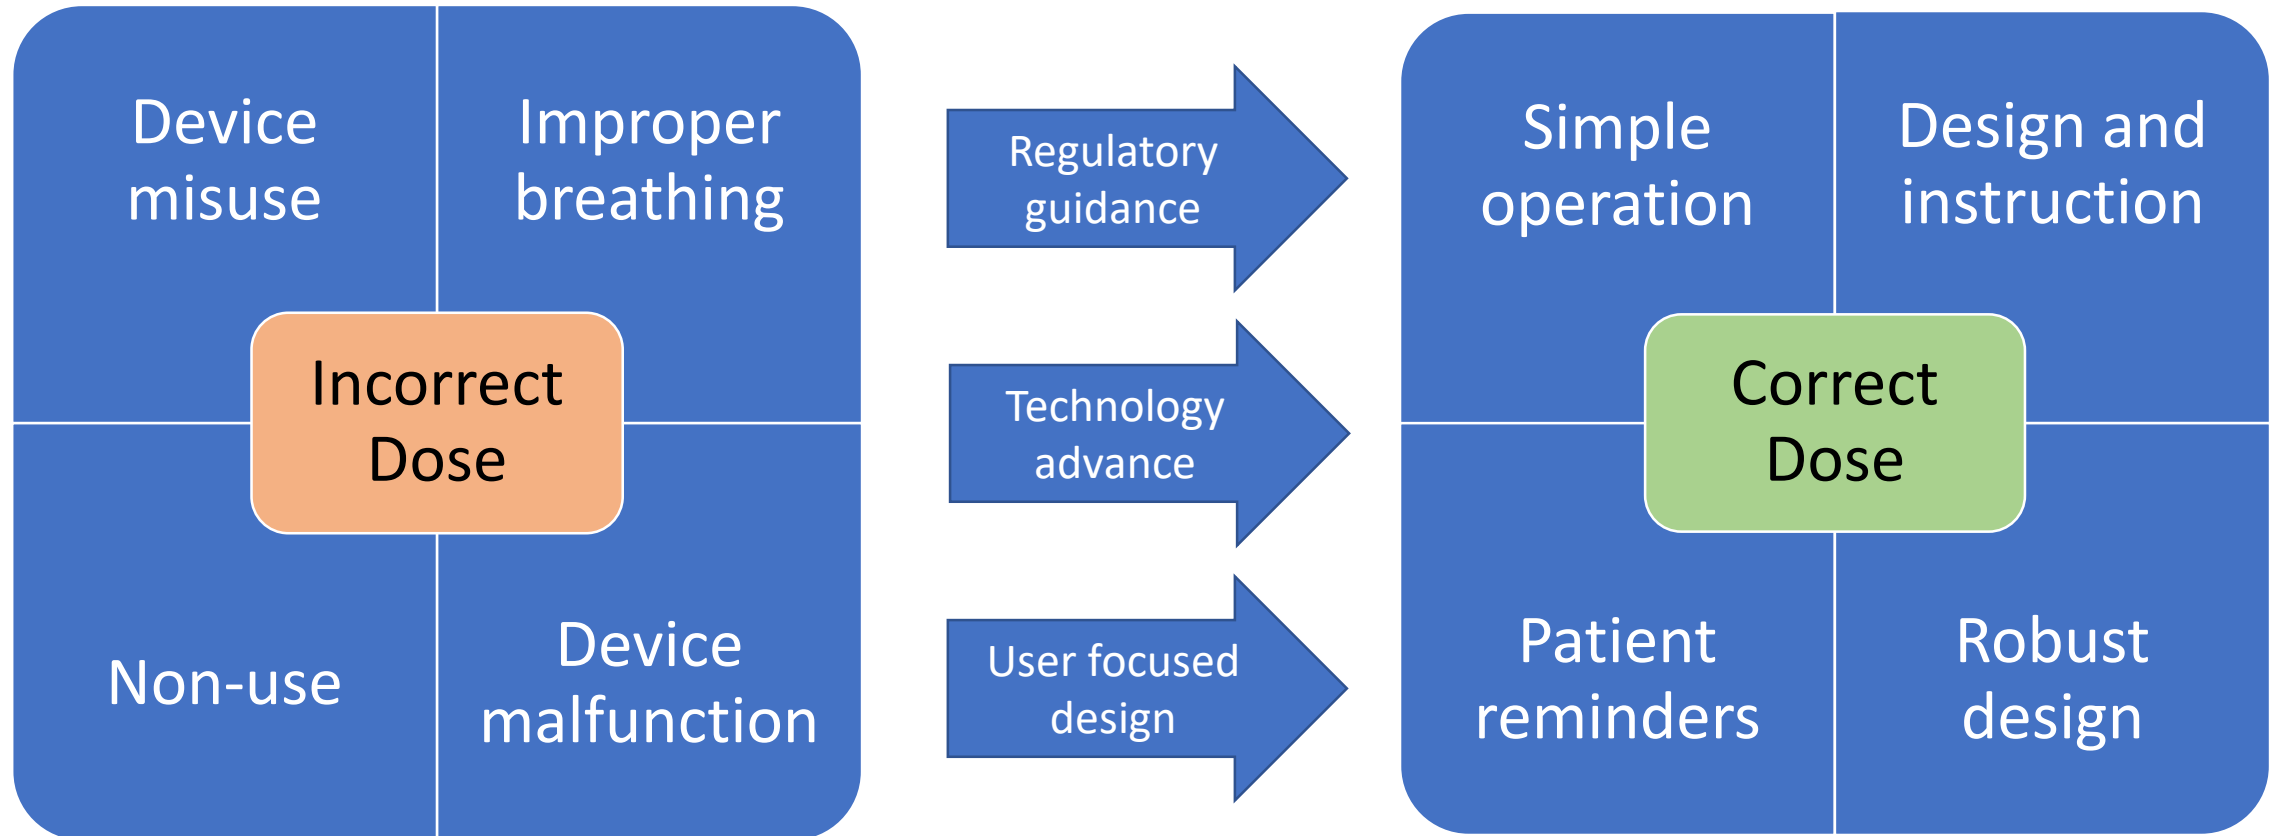 Device
misuse
Improper
breathing
Incorrect
Dose
Non-use
Device
malfunction
Regulatory
guidance
Technology
advance
User focused
design
Simple
operation
Design and
instruction
Correct
Dose
Patient
reminders
Robust
design